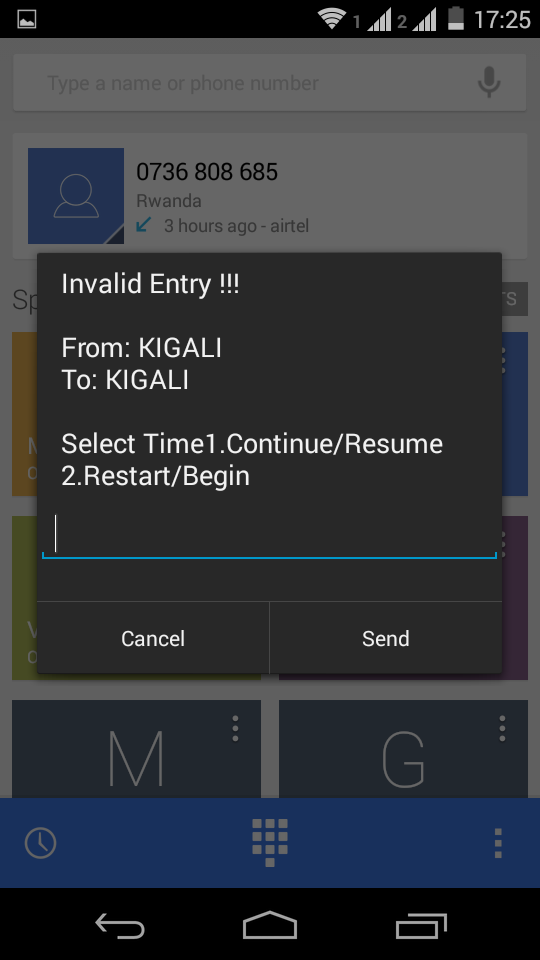 1 2 17:25
Type a name or phone number
0736 808 685
Rwanda
3 hours ago - airtel
Sp
TS
Invalid Entry !!!
From: KIGALI
To: KIGALI
Select Time1.Continue/Resume
2.Restart/Begin
Cancel
Send
M
G